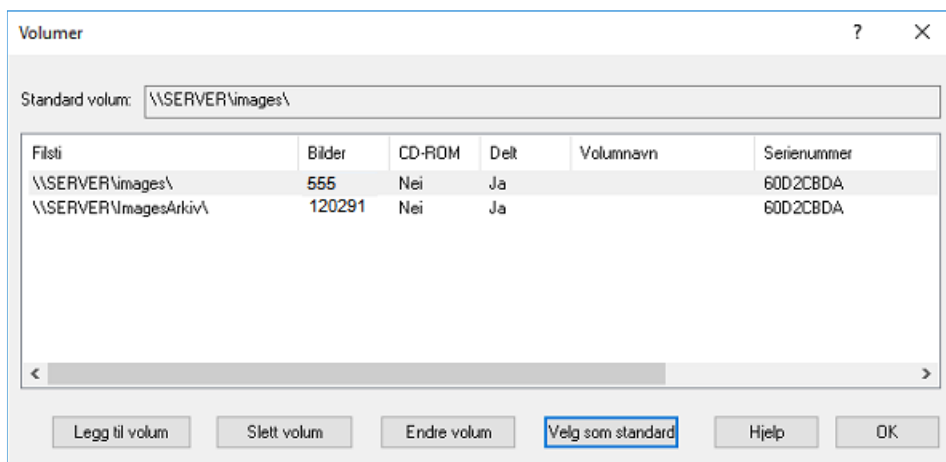 Volumer ?
Standard volum: \\SERVER\images\
Filsti Bilder CD-ROM Delt Volumnavn Serienummer
\\SERVER\images\ 555 Nei Ja 60D2CBDA
\\SERVER\ImagesArkiv\ 120291 Nei Ja 60D2CBDA
Legg til volum Slett volum Endre volum Velg som standard Hjelp OK